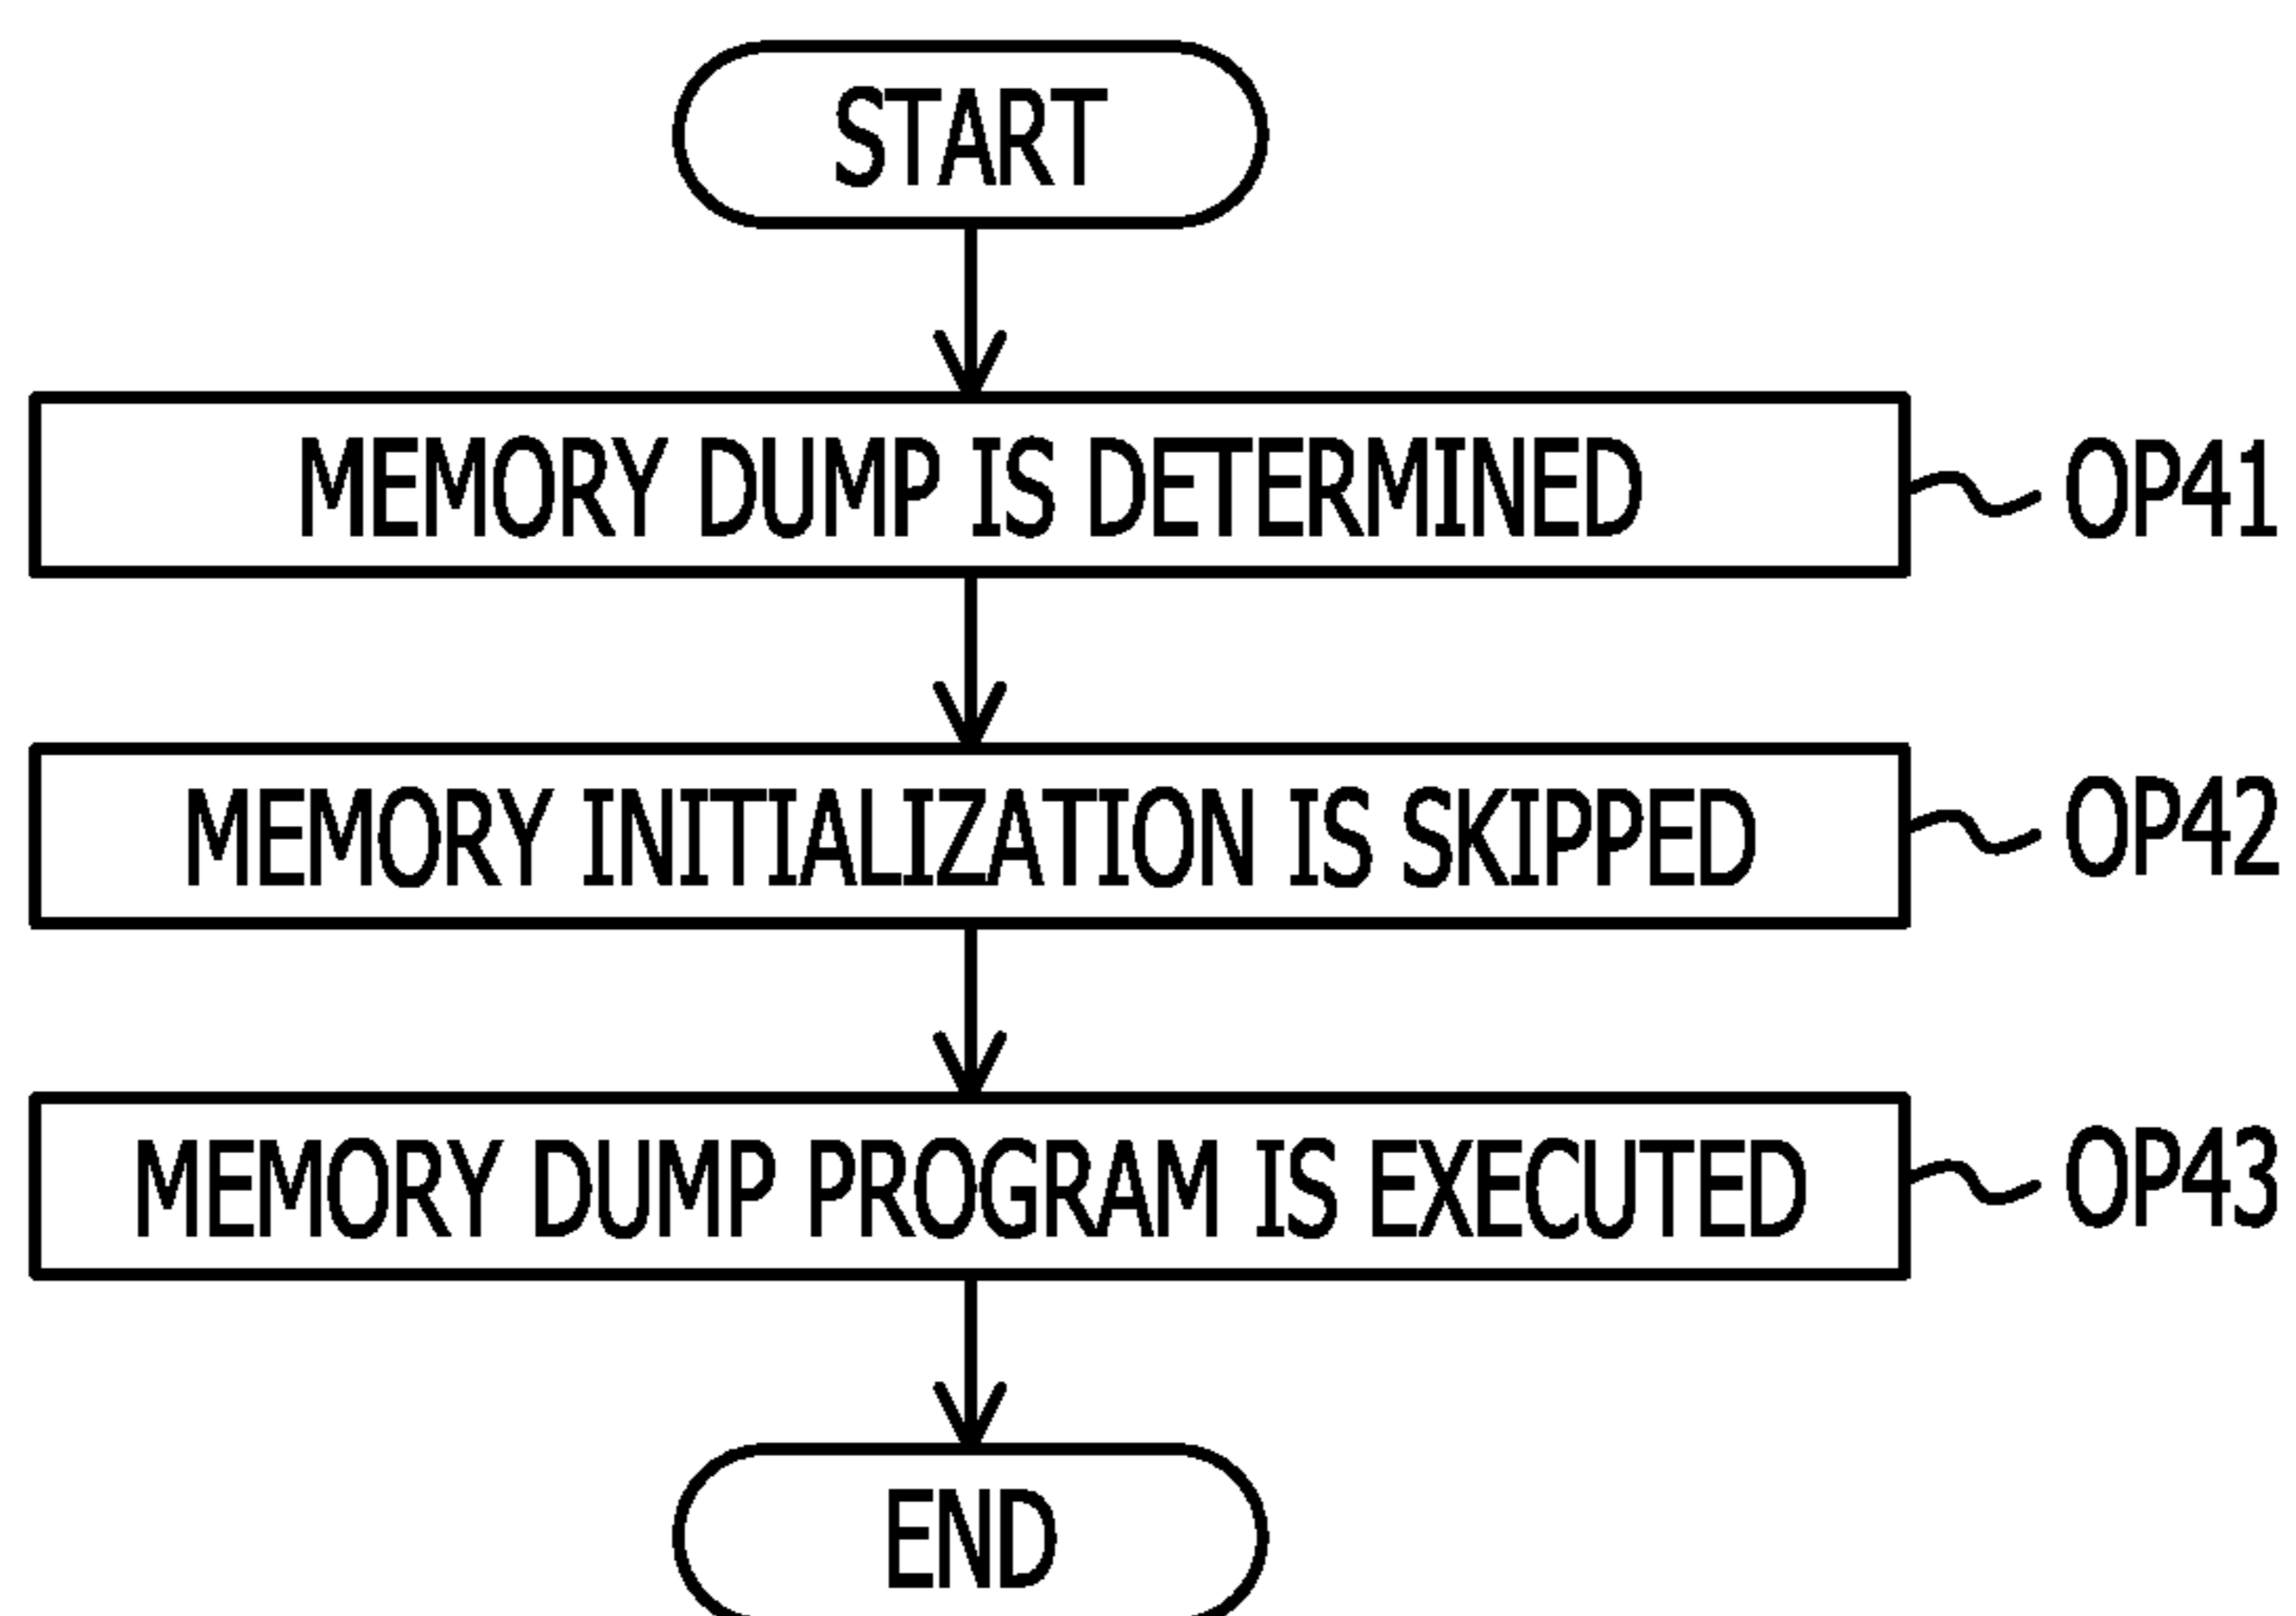 START
MEMORY DUMP IS DETERMINED OP41
MEMORY INITIALIZATION IS SKIPPED OP42
MEMORY DUMP PROGRAM IS EXECUTED OP43
END